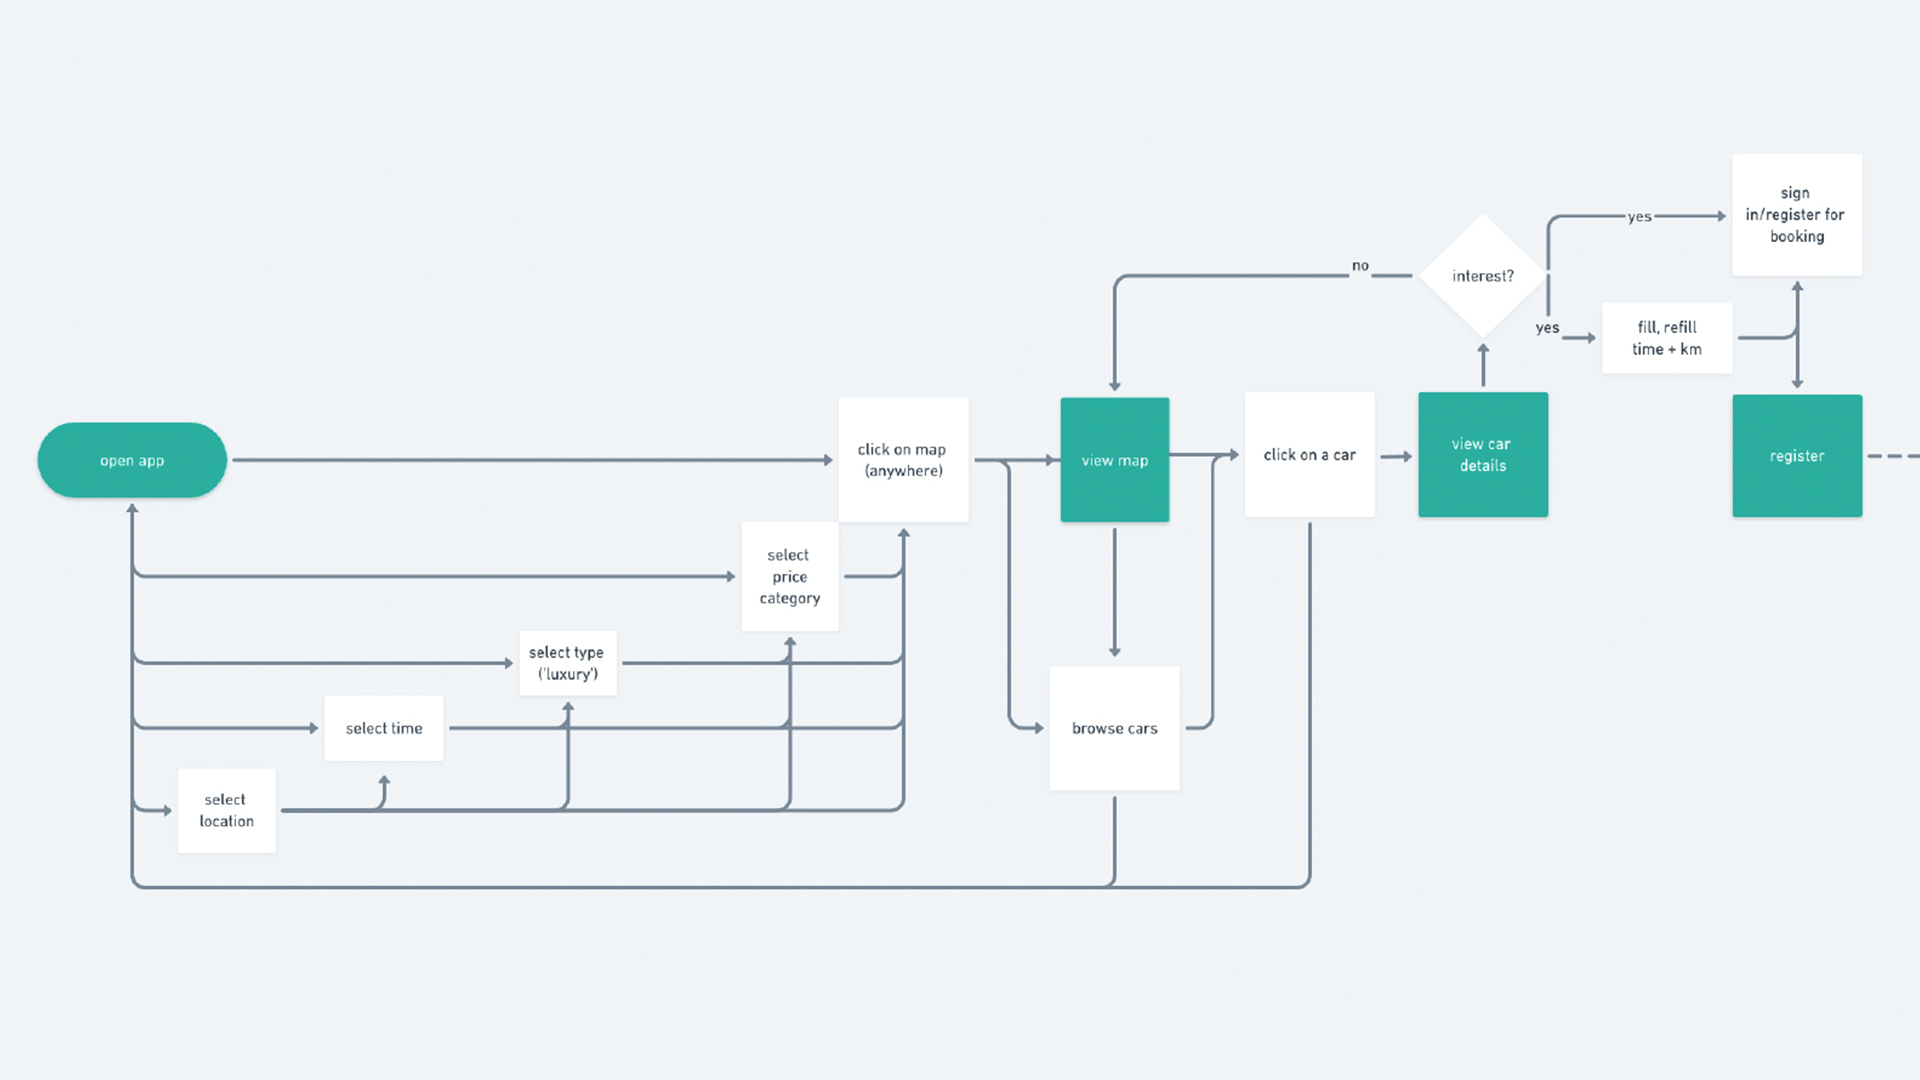 sign
in/register for
booking
yes
no
interest?
yes
fill, refill
time + km
open app
click on map
(anywhere)
view map
click on a car
view car
details
register
select
price
category
select type
('luxury')
select time
browse cars
select
location